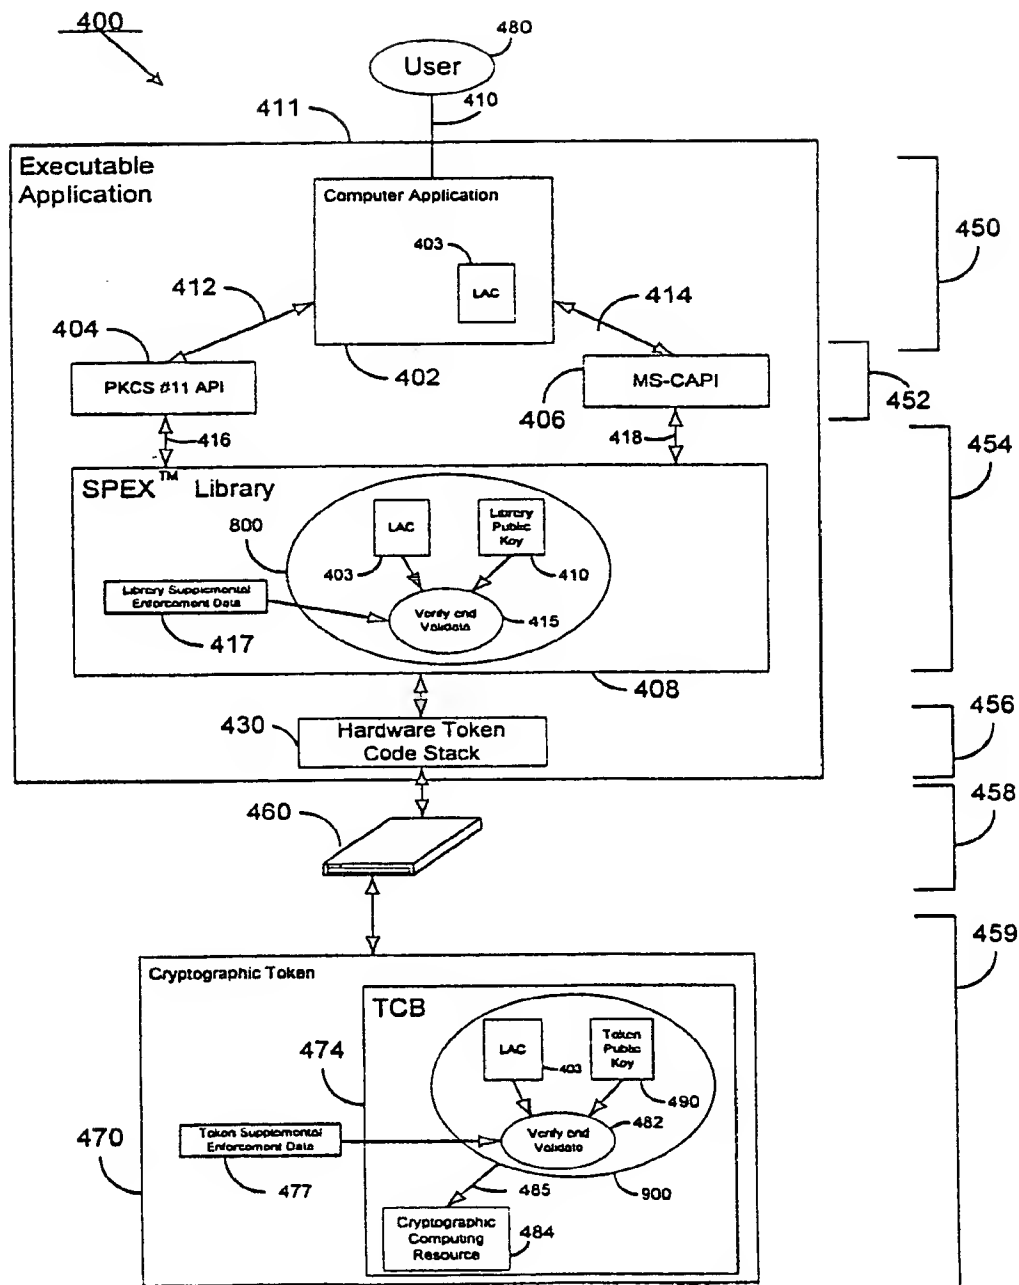 400
480
User
410
411
Executable
Application
Computer Application
403
LAC
450
412
414
404
402
PKCS #11 API
MS-CAPI
406
452
416
418
454
SPEX™ Library
800
LAC
Library
Public
Key
403
410
Library Supplemental
Enforcement Data
Verify and
Validate
415
417
408
430
Hardware Token
Code Stack
456
460
458
459
Cryptographic Token
TCB
474
LAC
Token
Public
Key
403
490
482
470
Token Supplemental
Enforcement Data
Verify and
Validate
477
485
900
Cryptographic
Computing
Resource
484